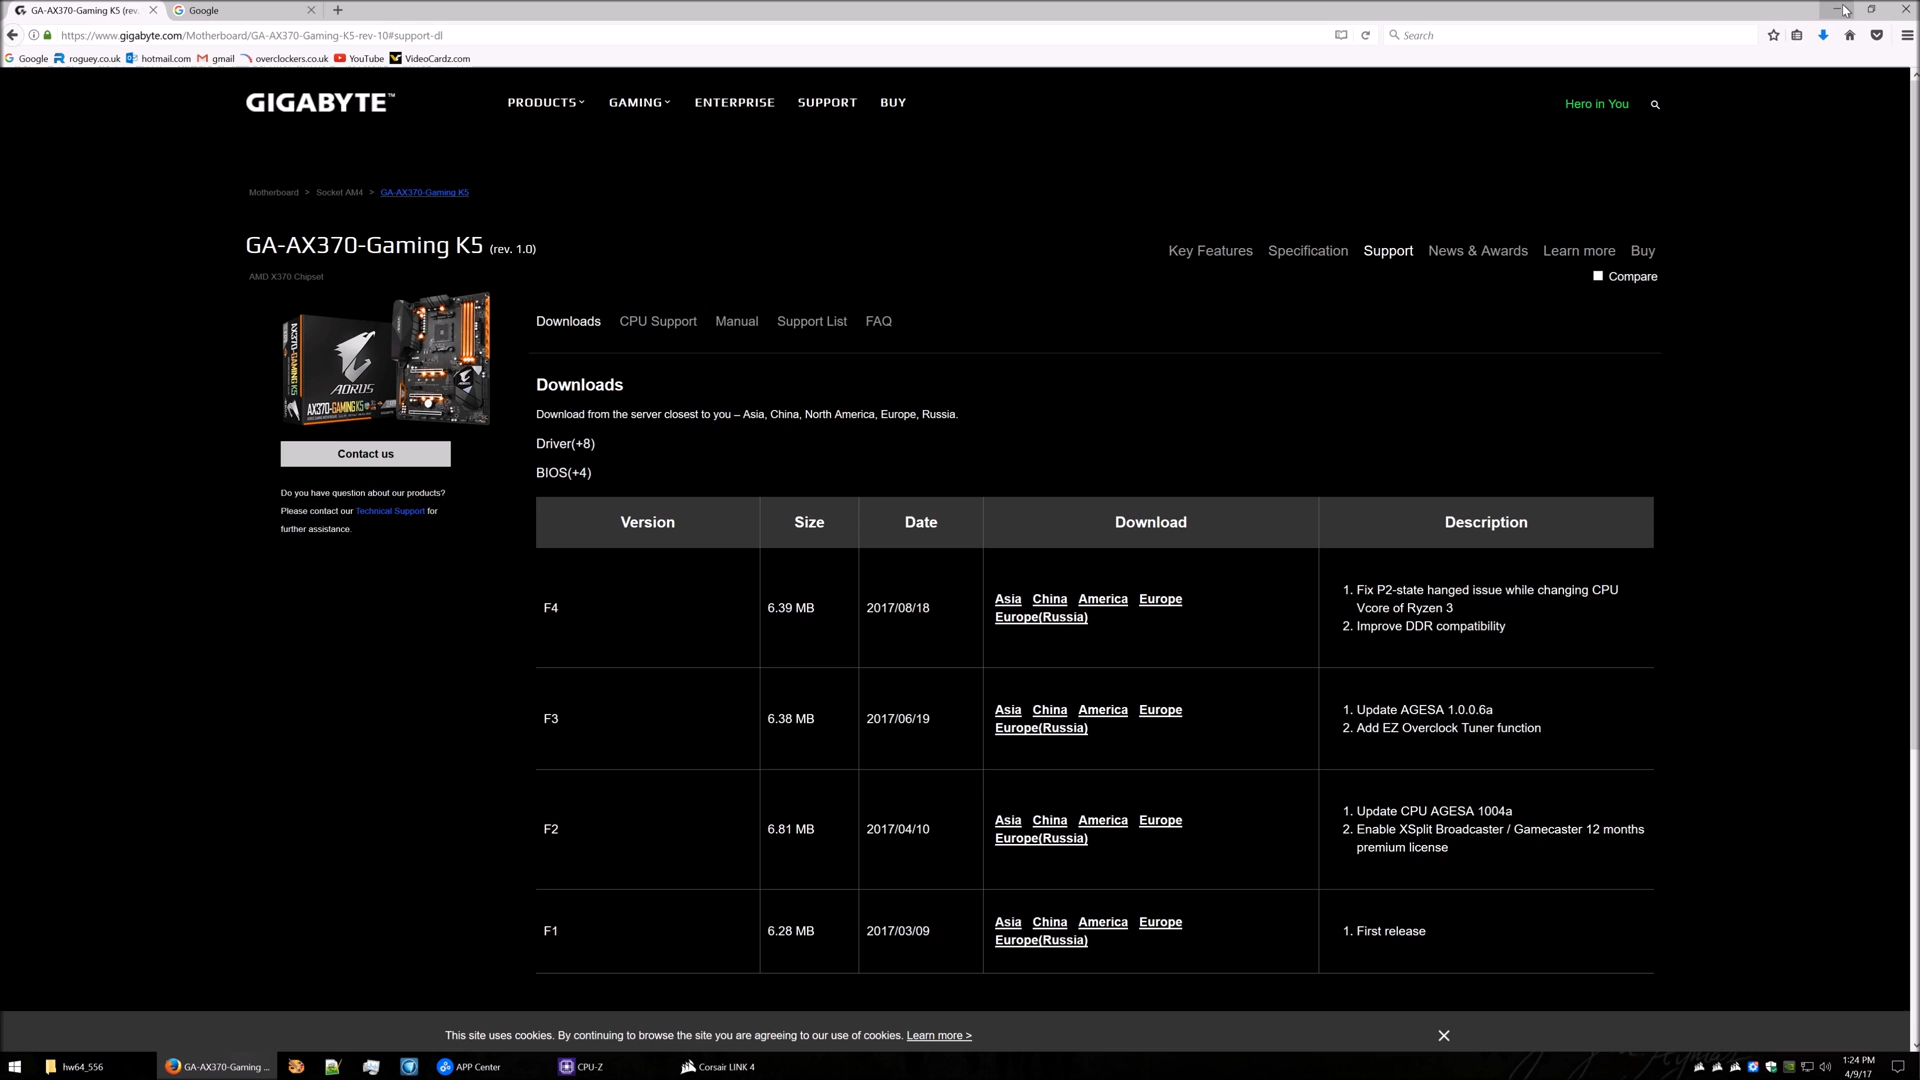 GA-AX370-Gaming K5 (rev.
Google
https://www.gigabyte.com/Motherboard/GA-AX370-Gaming-K5-rev-10#support-dl
Search
Google roguey.co.uk hotmail.com gmail overclockers.co.uk YouTube VideoCardz.com
GIGABYTE™
PRODUCTS GAMING ENTERPRISE SUPPORT BUY
Hero in You
Motherboard > Socket AM4 > GA-AX370-Gaming K5
GA-AX370-Gaming K5 (rev. 1.0)
Key Features Specification Support News & Awards Learn more Buy
AMD X370 Chipset
Compare
AX370-GAMING K5
AORUS
AX370-GAMING K5
Contact us
Do you have question about our products?
Please contact our Technical Support for
further assistance.
Downloads CPU Support Manual Support List FAQ
Downloads
Download from the server closest to you – Asia, China, North America, Europe, Russia.
Driver(+8)
BIOS(+4)
Version Size Date Download Description
F4 6.39 MB 2017/08/18
Asia China America Europe
Europe(Russia)
1. Fix P2-state hanged issue while changing CPU
Vcore of Ryzen 3
2. Improve DDR compatibility
F3 6.38 MB 2017/06/19
Asia China America Europe
Europe(Russia)
1. Update AGESA 1.0.0.6a
2. Add EZ Overclock Tuner function
F2 6.81 MB 2017/04/10
Asia China America Europe
Europe(Russia)
1. Update CPU AGESA 1004a
2. Enable XSplit Broadcaster / Gamecaster 12 months
premium license
F1 6.28 MB 2017/03/09
Asia China America Europe
Europe(Russia)
1. First release
This site uses cookies. By continuing to browse the site you are agreeing to our use of cookies. Learn more >
hw64_556
GA-AX370-Gaming ...
APP Center
CPU-Z
Corsair LINK 4
1:24 PM
4/9/17